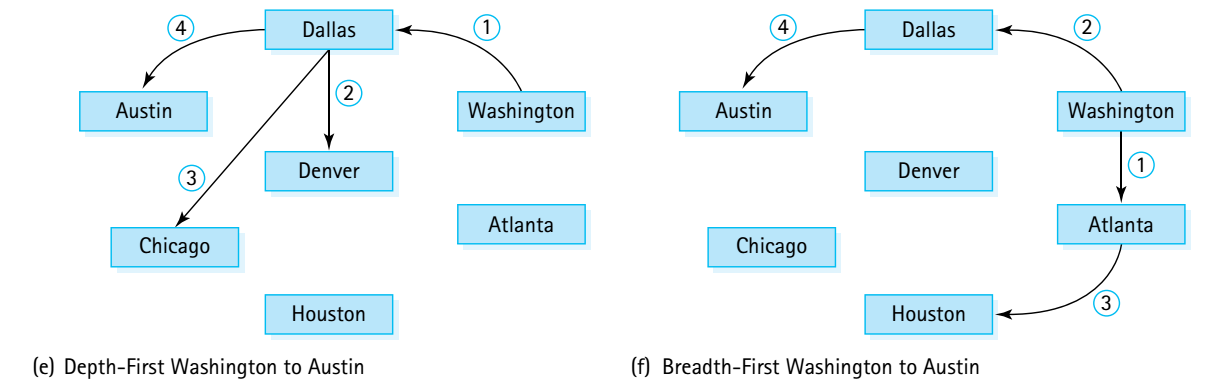 4
Dallas
1
Austin
2
Washington
Denver
3
Atlanta
Chicago
Houston
(e) Depth-First Washington to Austin
4
Dallas
2
Austin
Washington
Denver
1
Atlanta
Chicago
Houston
3
(f) Breadth-First Washington to Austin